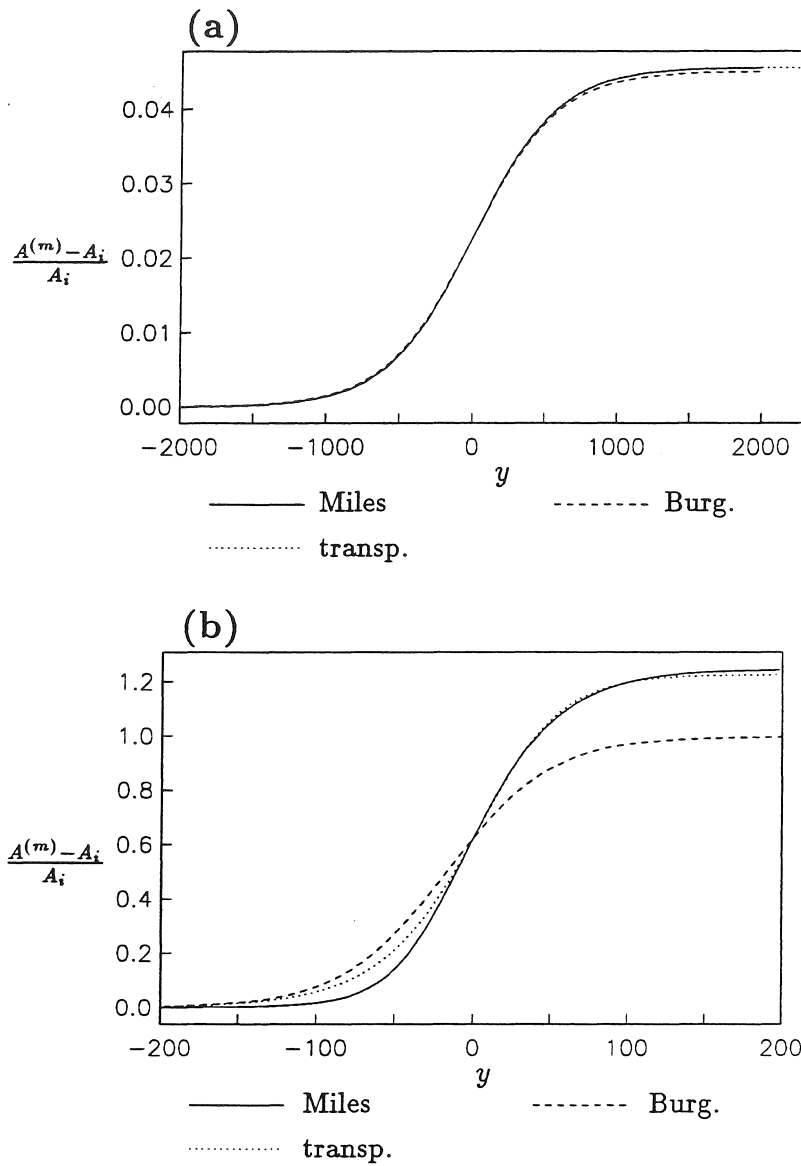 (a)
0.04
0.03
0.02
0.01
0.00
A^{(m)} − A_i
A_i
−2000 −1000 0 1000 2000
y
Miles Burg.
transp.
(b)
1.2
1.0
0.8
0.6
0.4
0.2
0.0
A^{(m)} − A_i
A_i
−200 −100 0 100 200
y
Miles Burg.
transp.